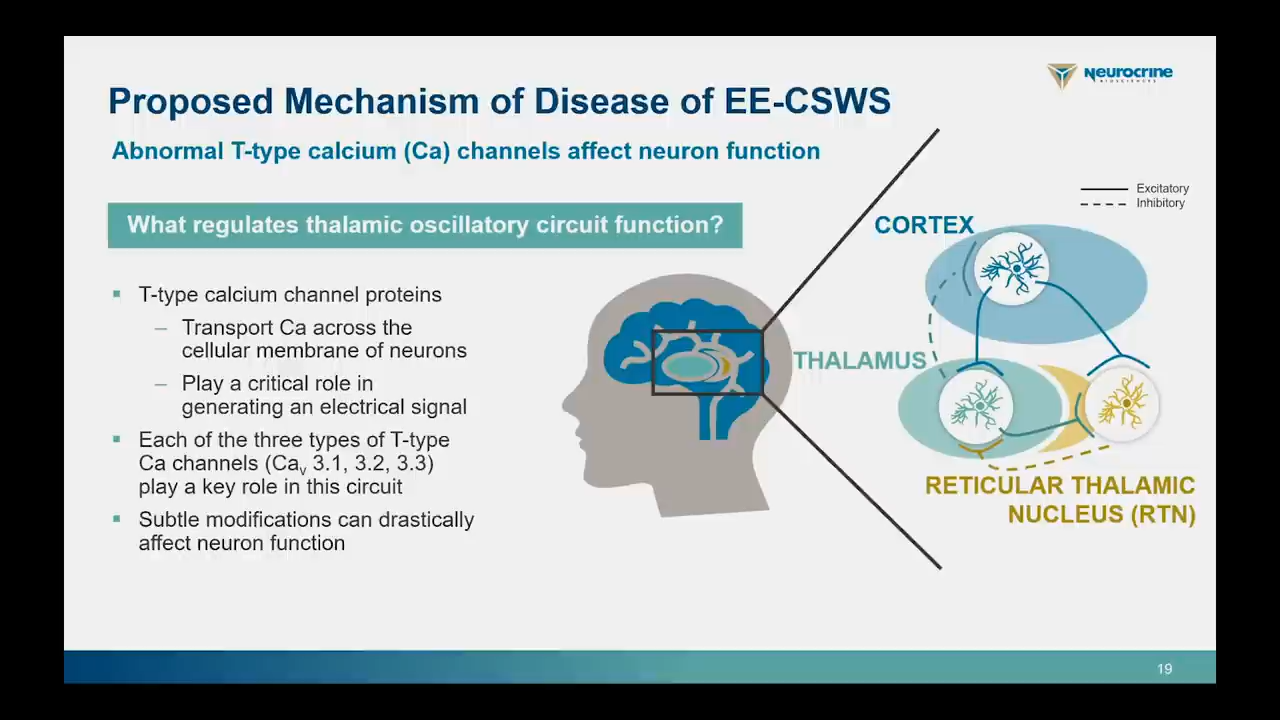 Neurocrine
BIOSCIENCES
Proposed Mechanism of Disease of EE-CSWS
Abnormal T-type calcium (Ca) channels affect neuron function
What regulates thalamic oscillatory circuit function?
▪ T-type calcium channel proteins
– Transport Ca across the
cellular membrane of neurons
– Play a critical role in
generating an electrical signal
▪ Each of the three types of T-type
Ca channels (Cav 3.1, 3.2, 3.3)
play a key role in this circuit
▪ Subtle modifications can drastically
affect neuron function
Excitatory
Inhibitory
CORTEX
THALAMUS
RETICULAR THALAMIC
NUCLEUS (RTN)
19